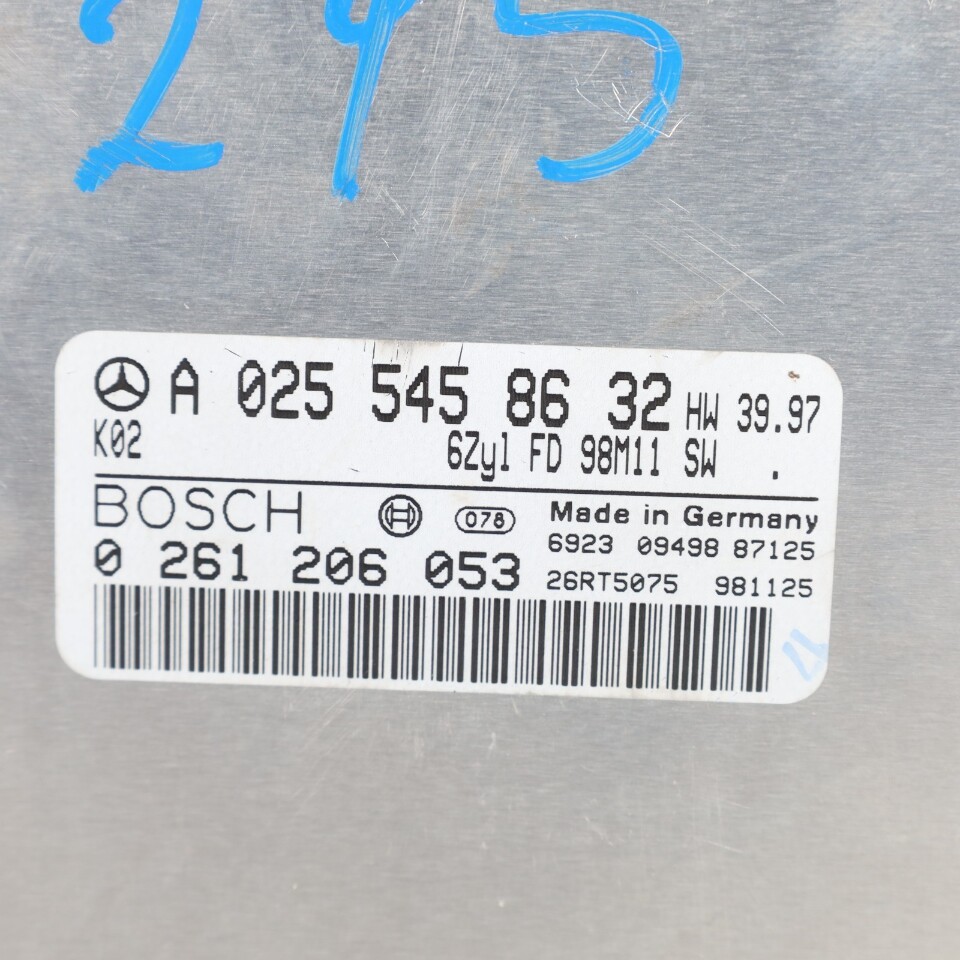 245
A 025 545 86 32 HW 39.97
K02 6Zyl FD 98M11 SW .
BOSCH 078 Made in Germany
6923 09498 87125
0 261 206 053 26RT5075 981125